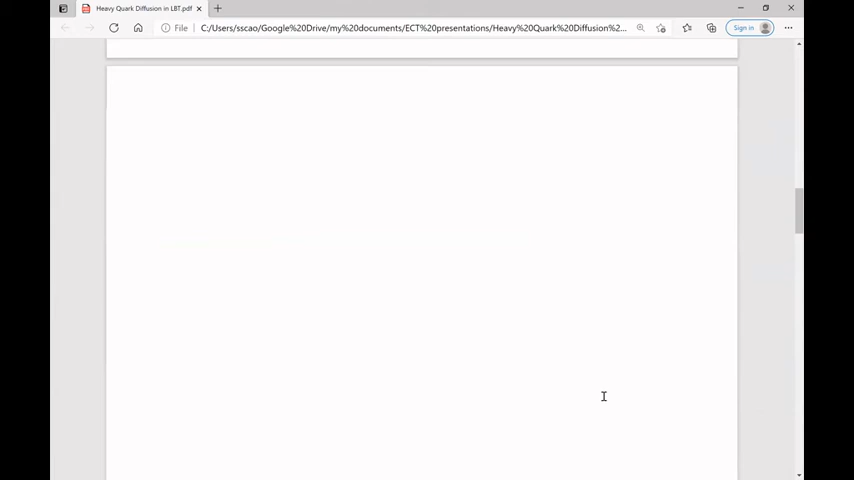 Heavy Quark Diffusion in LBT.pdf
File
C:/Users/sscao/Google%20Drive/my%20documents/ECT%20presentations/Heavy%20Quark%20Diffusion%2...
Sign in